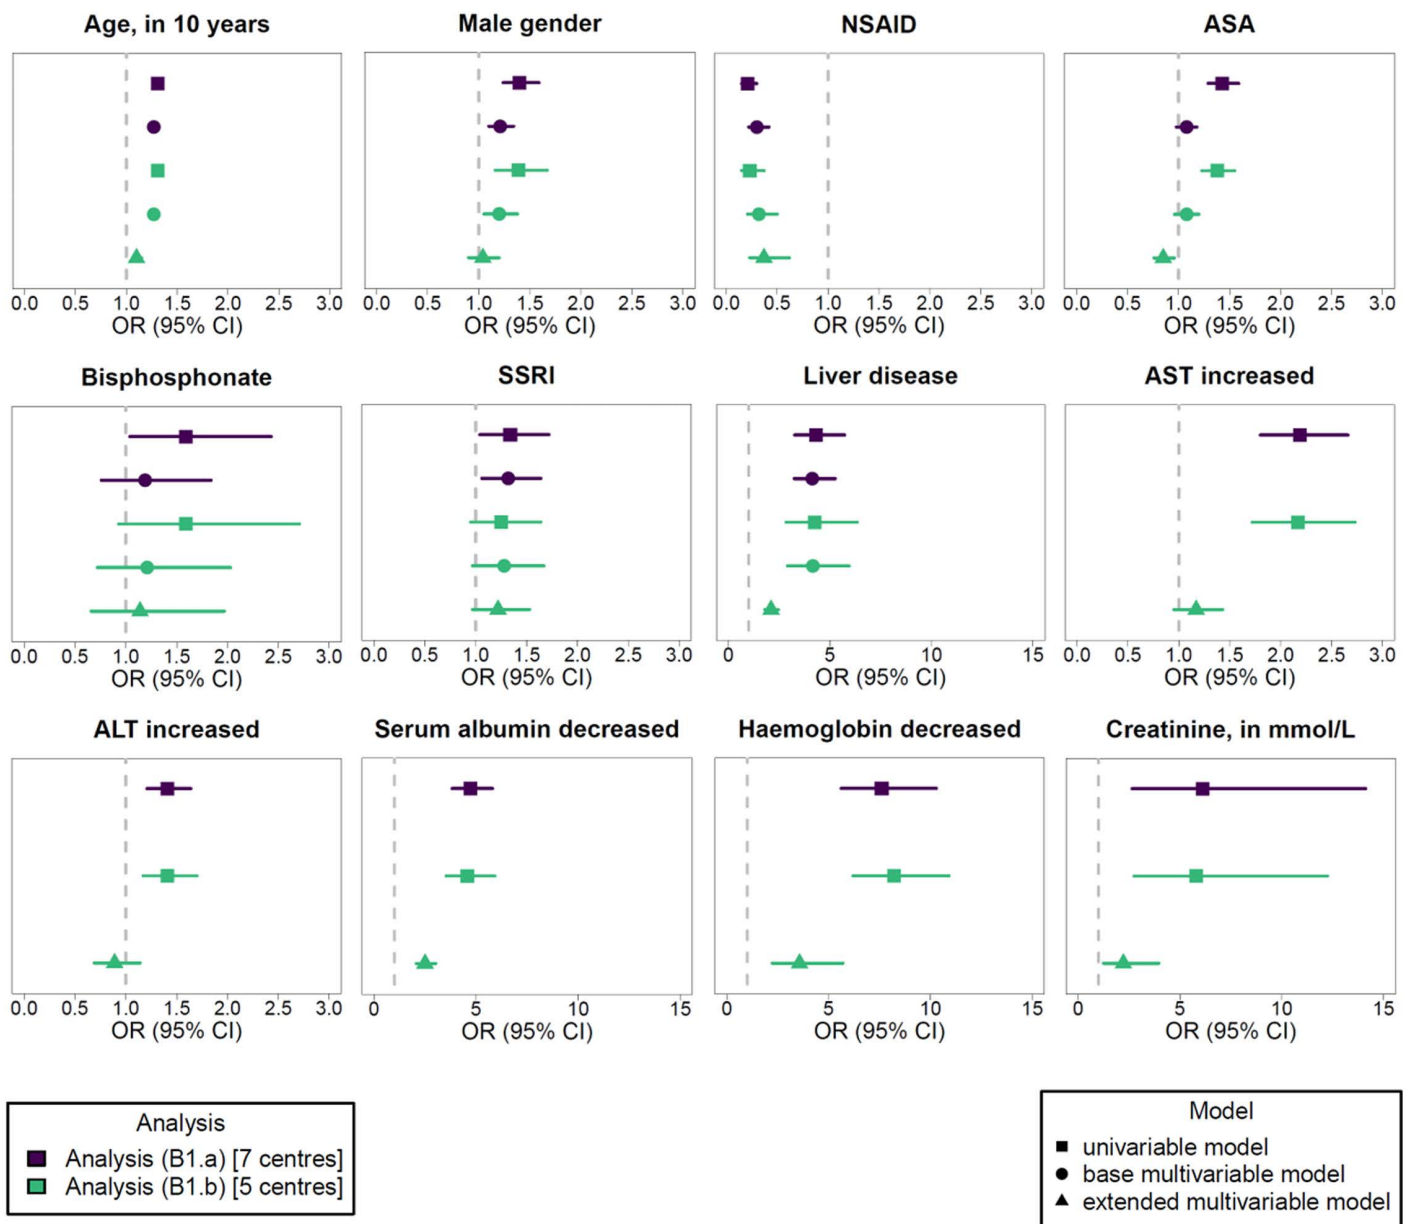 Age, in 10 years
Male gender
NSAID
ASA
0.0 0.5 1.0 1.5 2.0 2.5 3.0
0.0 0.5 1.0 1.5 2.0 2.5 3.0
0.0 0.5 1.0 1.5 2.0 2.5 3.0
0.0 0.5 1.0 1.5 2.0 2.5 3.0
OR (95% CI)
OR (95% CI)
OR (95% CI)
OR (95% CI)
Bisphosphonate
SSRI
Liver disease
AST increased
0.0 0.5 1.0 1.5 2.0 2.5 3.0
0.0 0.5 1.0 1.5 2.0 2.5 3.0
0 5 10 15
0.0 0.5 1.0 1.5 2.0 2.5 3.0
OR (95% CI)
OR (95% CI)
OR (95% CI)
OR (95% CI)
ALT increased
Serum albumin decreased
Haemoglobin decreased
Creatinine, in mmol/L
0.0 0.5 1.0 1.5 2.0 2.5 3.0
0 5 10 15
0 5 10 15
0 5 10 15
OR (95% CI)
OR (95% CI)
OR (95% CI)
OR (95% CI)
Analysis
Analysis (B1.a) [7 centres]
Analysis (B1.b) [5 centres]
Model
univariable model
base multivariable model
extended multivariable model